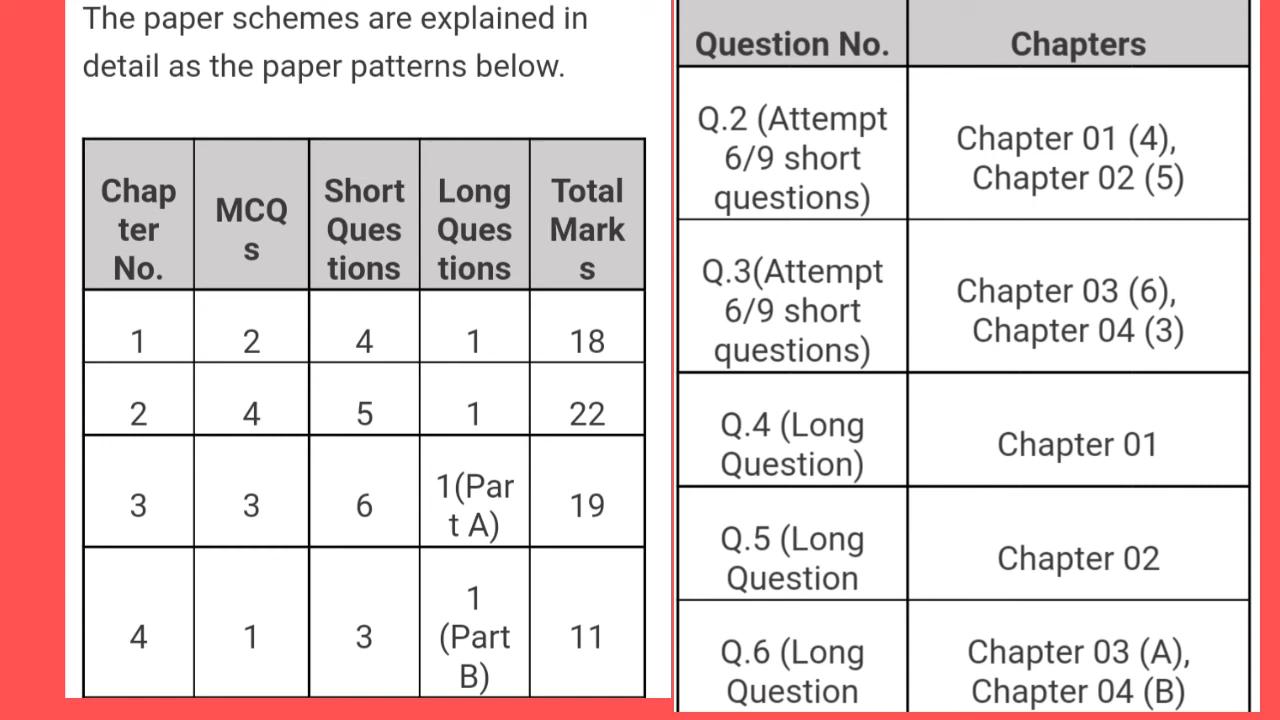 The paper schemes are explained in
detail as the paper patterns below.
Chap
ter
No.
MCQ
s
Short
Ques
tions
Long
Ques
tions
Total
Mark
s
1
2
4
1
18
2
4
5
1
22
3
3
6
1(Par
t A)
19
4
1
3
1
(Part
B)
11
Question No.
Chapters
Q.2 (Attempt
6/9 short
questions)
Chapter 01 (4),
Chapter 02 (5)
Q.3(Attempt
6/9 short
questions)
Chapter 03 (6),
Chapter 04 (3)
Q.4 (Long
Question)
Chapter 01
Q.5 (Long
Question
Chapter 02
Q.6 (Long
Question
Chapter 03 (A),
Chapter 04 (B)